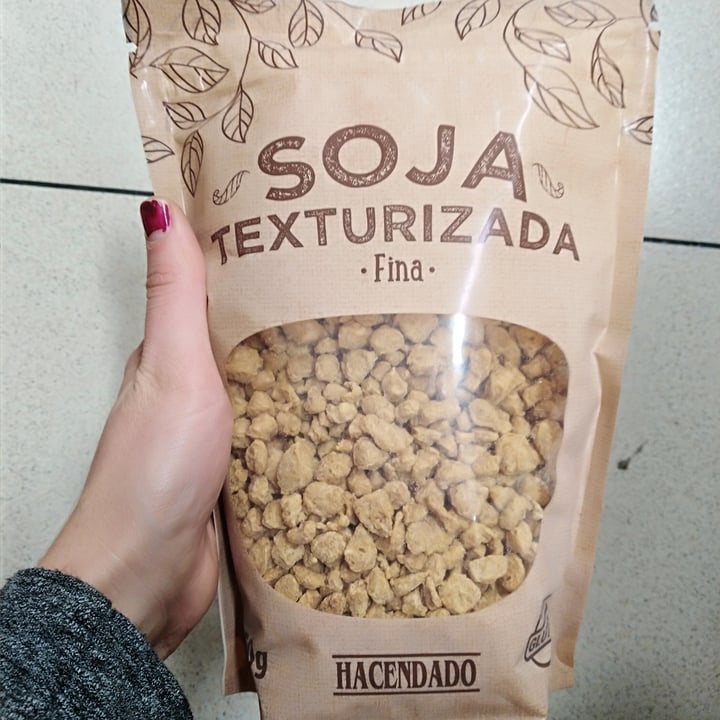 SOJA
TEXTURIZADA
· Fina ·
HACENDADO